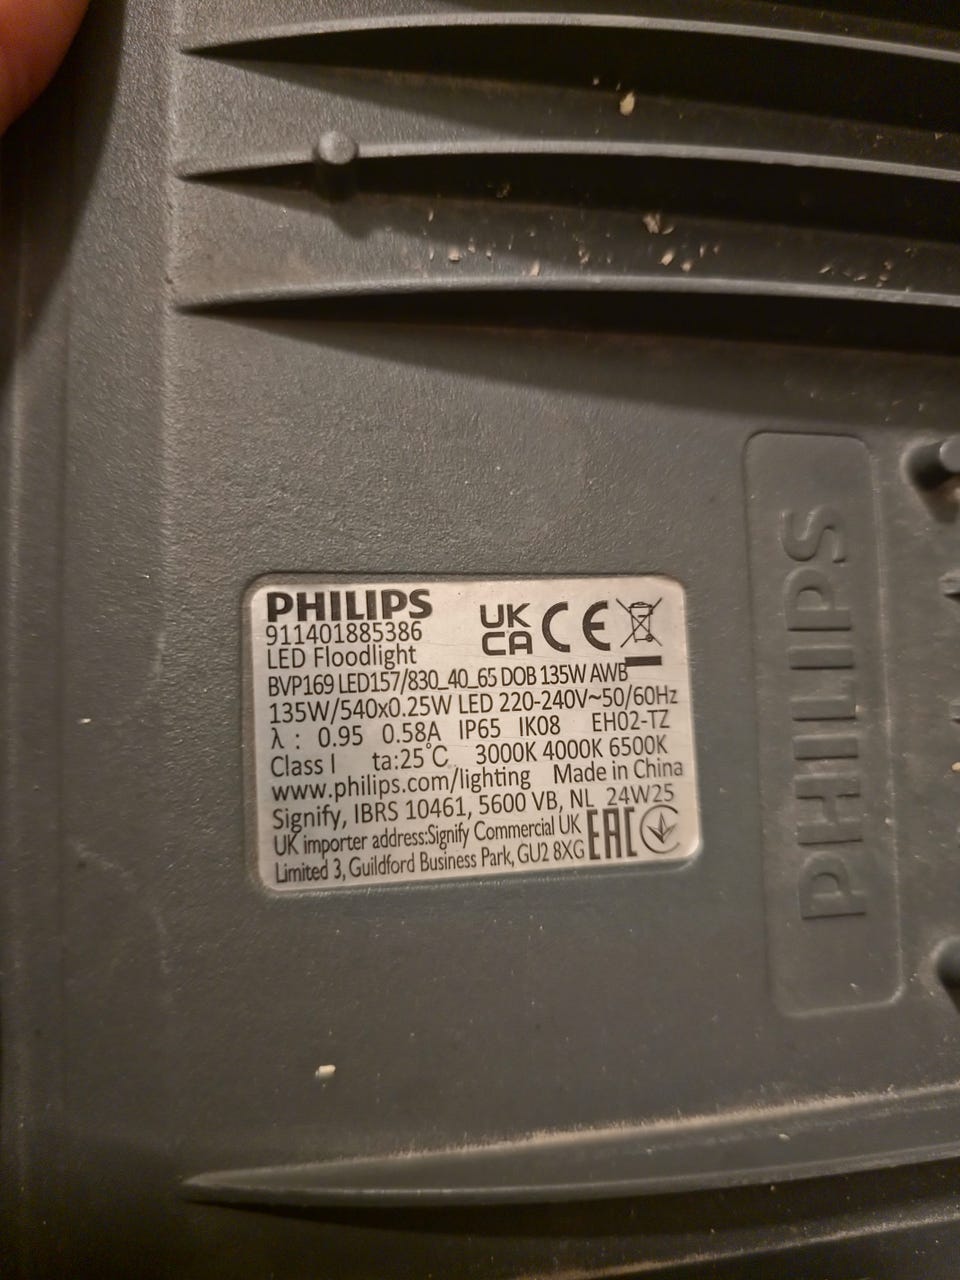 PHILIPS
911401885386
UK
CA CE
LED Floodlight
BVP169 LED157/830_40_65 DOB 135W AWB
135W/540x0.25W LED 220-240V~50/60Hz
λ : 0.95 0.58A IP65 IK08 EH02-TZ
Class I ta:25°C 3000K 4000K 6500K
www.philips.com/lighting Made in China
Signify, IBRS 10461, 5600 VB, NL 24W25
UK importer address:Signify Commercial UK
Limited 3, Guildford Business Park, GU2 8XG
EAC
PHILIPS